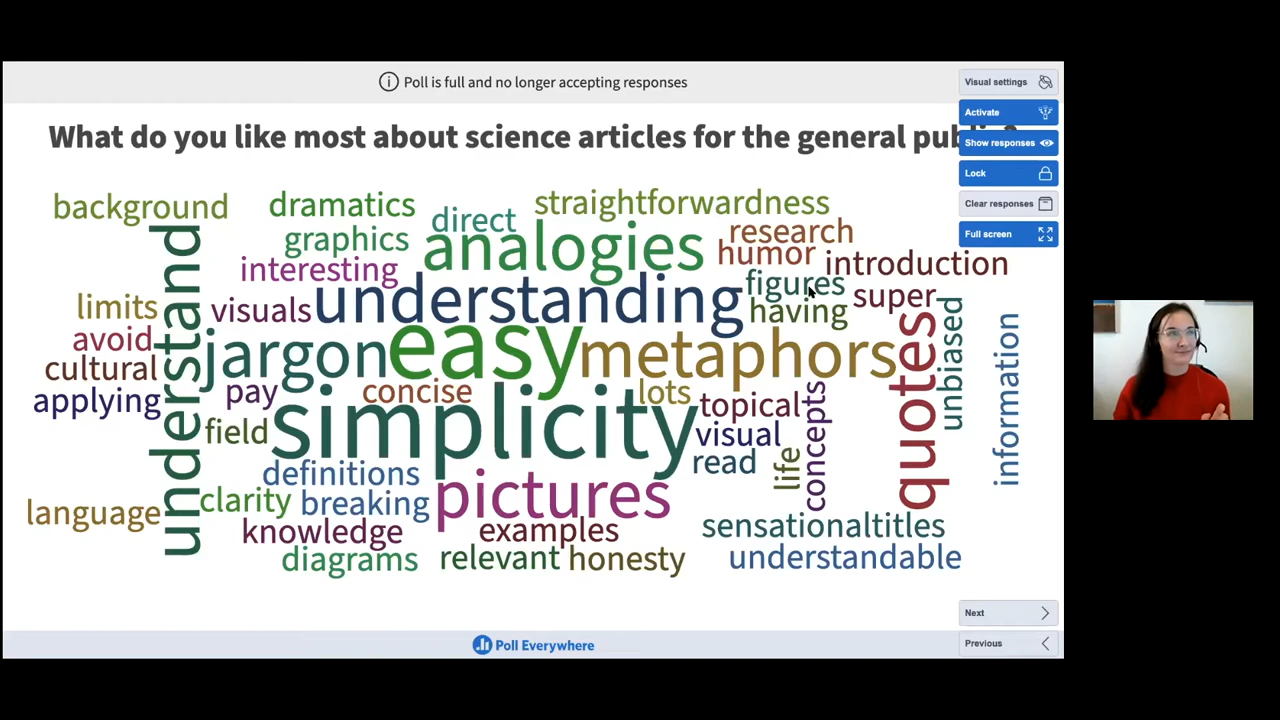 Poll is full and no longer accepting responses
Visual settings
Activate
What do you like most about science articles for the general public?
Show responses
Lock
Clear responses
Full screen
background
dramatics
direct
straightforwardness
graphics
analogies
research
humor
interesting
introduction
understand
limits
visuals
understanding
figures
having
super
avoid
jargon
easy
metaphors
quotes
unbiased
information
cultural
applying
pay
concise
lots
topical
concepts
field
simplicity
visual
read
life
definitions
language
clarity
breaking
pictures
knowledge
examples
sensationaltitles
diagrams
relevant
honesty
understandable
Next
Poll Everywhere
Previous